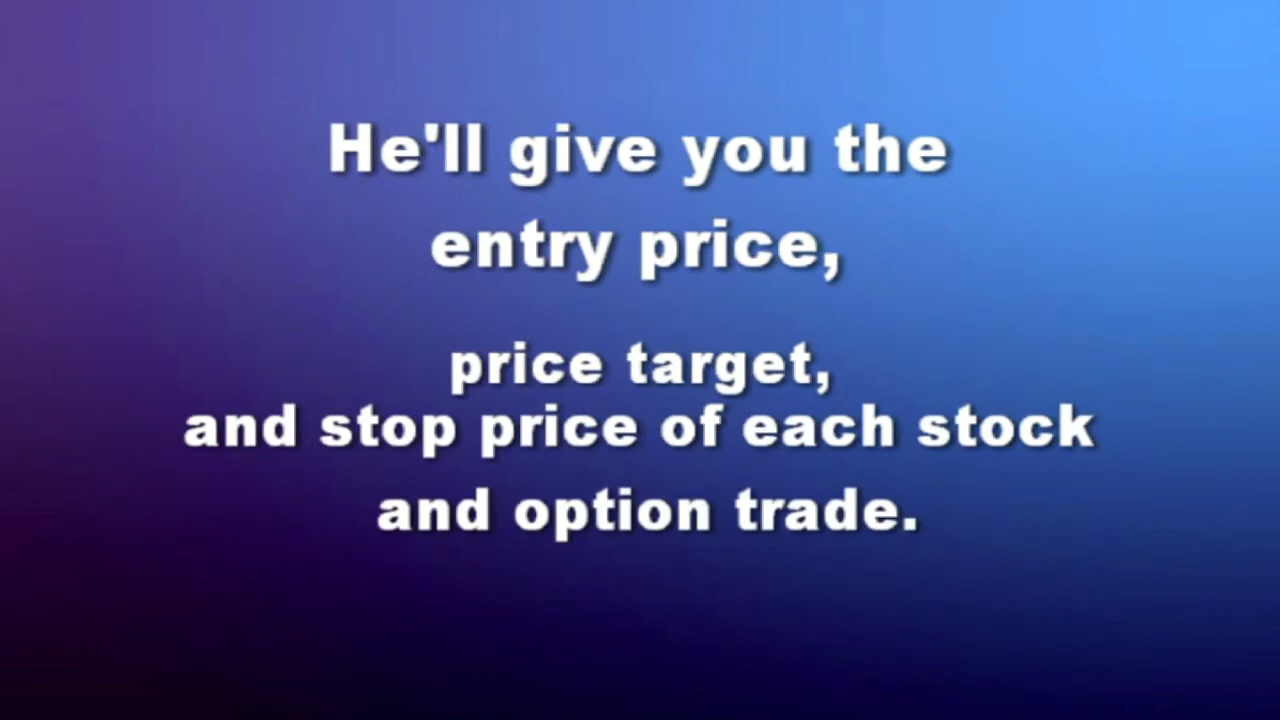 He'll give you the
entry price,
price target,
and stop price of each stock
and option trade.